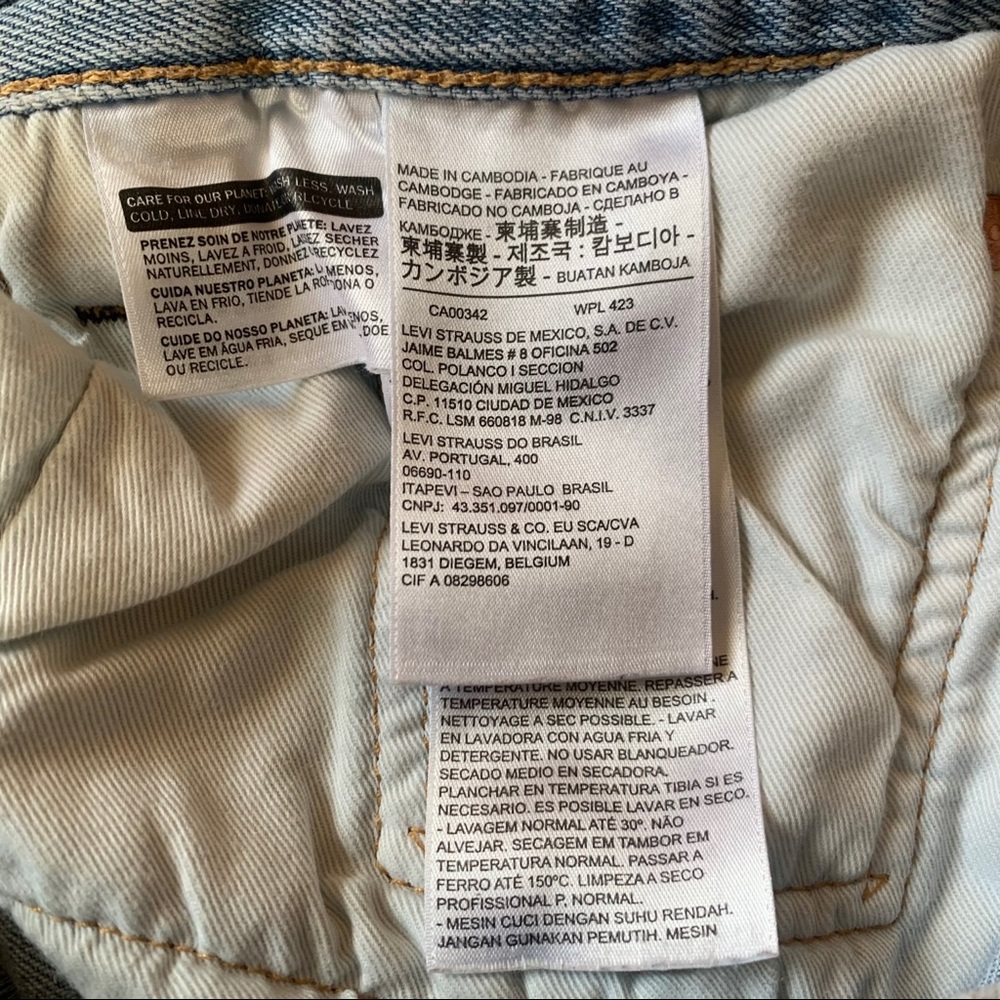 CARE FOR OUR PLANET: WASH LESS, WASH
COLD, LINE DRY, RECYCLE
PRENEZ SOIN DE NOTRE PLANÈTE: LAVEZ
MOINS, LAVEZ A FROID, LAISSEZ SECHER
NATURELLEMENT, DONNEZ RECYCLEZ
CUIDA NUESTRO PLANETA: MENOS,
LAVA EN FRIO, TIENDE LA ROPA, O
RECICLA.
CUIDE DO NOSSO PLANETA: MENOS,
LAVE EM ÁGUA FRIA, SEQUE DOE
OU RECICLE.
MADE IN CAMBODIA - FABRIQUE AU
CAMBODGE - FABRICADO EN CAMBOYA -
FABRICADO NO CAMBOJA - СДЕЛАНО В
КАМБОДЖЕ - 柬埔寨制造 -
柬埔寨製 - 제조국 : 캄보디아 -
カンボジア製 - BUATAN KAMBOJA
CA00342 WPL 423
LEVI STRAUSS DE MEXICO, S.A. DE C.V.
JAIME BALMES # 8 OFICINA 502
COL. POLANCO I SECCION
DELEGACIÓN MIGUEL HIDALGO
C.P. 11510 CIUDAD DE MEXICO
R.F.C. LSM 660818 M-98 C.N.I.V. 3337
LEVI STRAUSS DO BRASIL
AV. PORTUGAL, 400
06690-110
ITAPEVI – SAO PAULO BRASIL
CNPJ: 43.351.097/0001-90
LEVI STRAUSS & CO. EU SCA/CVA
LEONARDO DA VINCILAAN, 19 - D
1831 DIEGEM, BELGIUM
CIF A 08298606
A TEMPERATURE MOYENNE. REPASSER A
TEMPERATURE MOYENNE AU BESOIN.
NETTOYAGE A SEC POSSIBLE. - LAVAR
EN LAVADORA CON AGUA FRIA Y
DETERGENTE. NO USAR BLANQUEADOR.
SECADO MEDIO EN SECADORA.
PLANCHAR EN TEMPERATURA TIBIA SI ES
NECESARIO. ES POSIBLE LAVAR EN SECO.
- LAVAGEM NORMAL ATÉ 30º. NÃO
ALVEJAR. SECAGEM EM TAMBOR EM
TEMPERATURA NORMAL. PASSAR A
FERRO ATÉ 150ºC. LIMPEZA A SECO
PROFISSIONAL P, NORMAL.
- MESIN CUCI DENGAN SUHU RENDAH.
JANGAN GUNAKAN PEMUTIH. MESIN